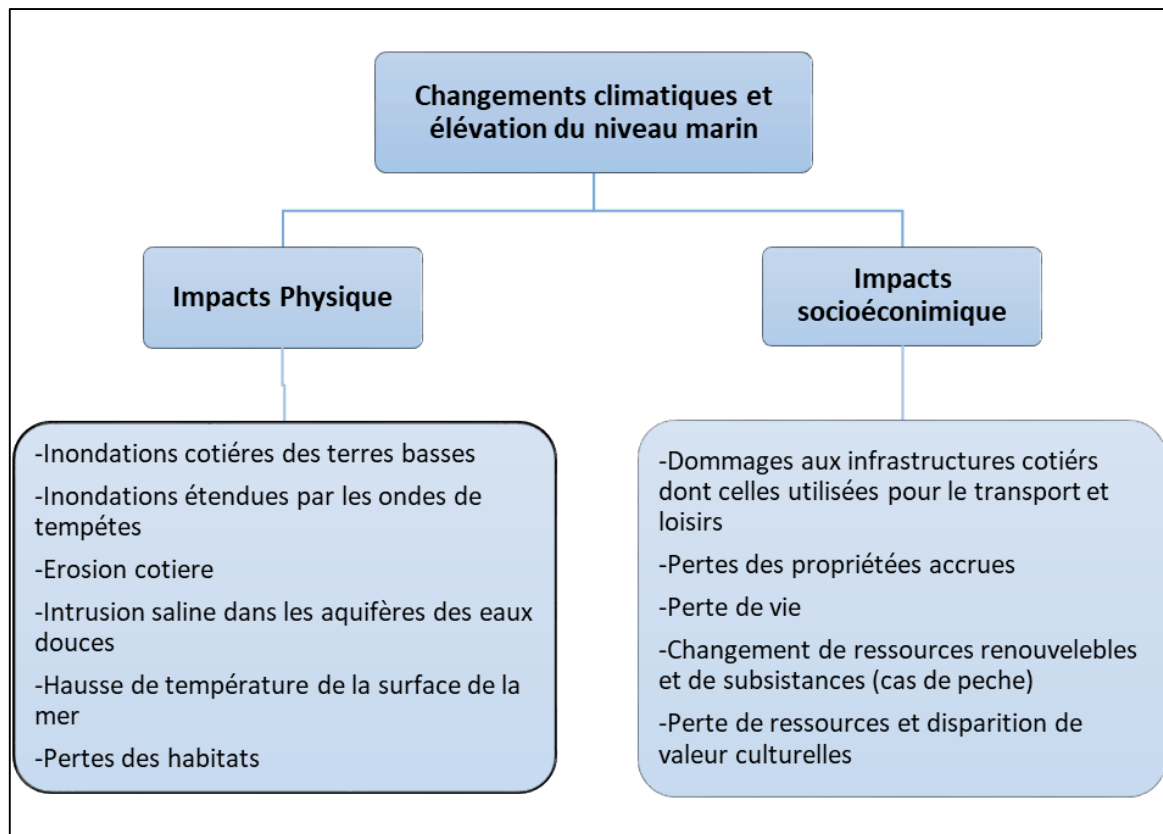 Changements climatiques et
élévation du niveau marin
Impacts Physique
Impacts
socioéconimique
-Inondations cotiéres des terres basses
-Inondations étendues par les ondes de
tempétes
-Erosion cotiere
-Intrusion saline dans les aquifères des eaux
douces
-Hausse de température de la surface de la
mer
-Pertes des habitats
-Dommages aux infrastructures cotiérs
dont celles utilisées pour le transport et
loisirs
-Pertes des propriétées accrues
-Perte de vie
-Changement de ressources renouvelebles
et de subsistances (cas de peche)
-Perte de ressources et disparition de
valeur culturelles